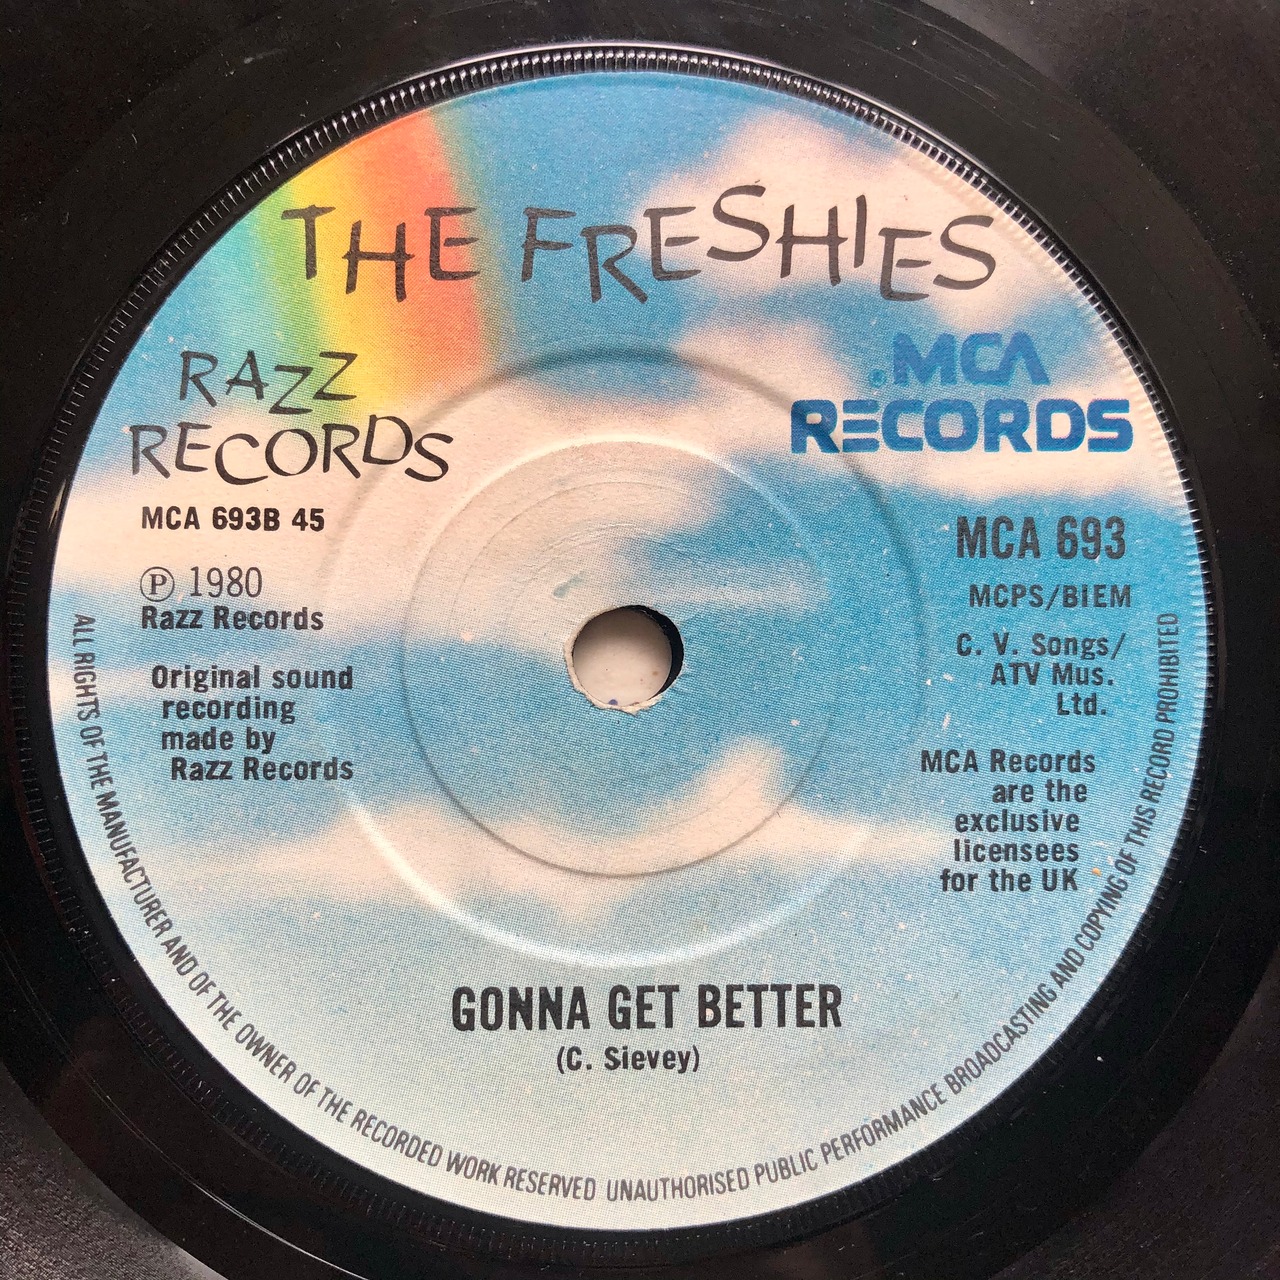 THE FRESHIES
RAZZ
RECORDS
MCA 693B 45
℗ 1980
Razz Records
Original sound
recording
made by
Razz Records
®MCA
RECORDS
MCA 693
MCPS/BIEM
C. V. Songs/
ATV Mus.
Ltd.
MCA Records
are the
exclusive
licensees
for the UK
GONNA GET BETTER
(C. Sievey)
ALL RIGHTS OF THE MANUFACTURER AND OF THE OWNER OF THE RECORDED WORK RESERVED UNAUTHORISED PUBLIC PERFORMANCE BROADCASTING AND COPYING OF THIS RECORD PROHIBITED